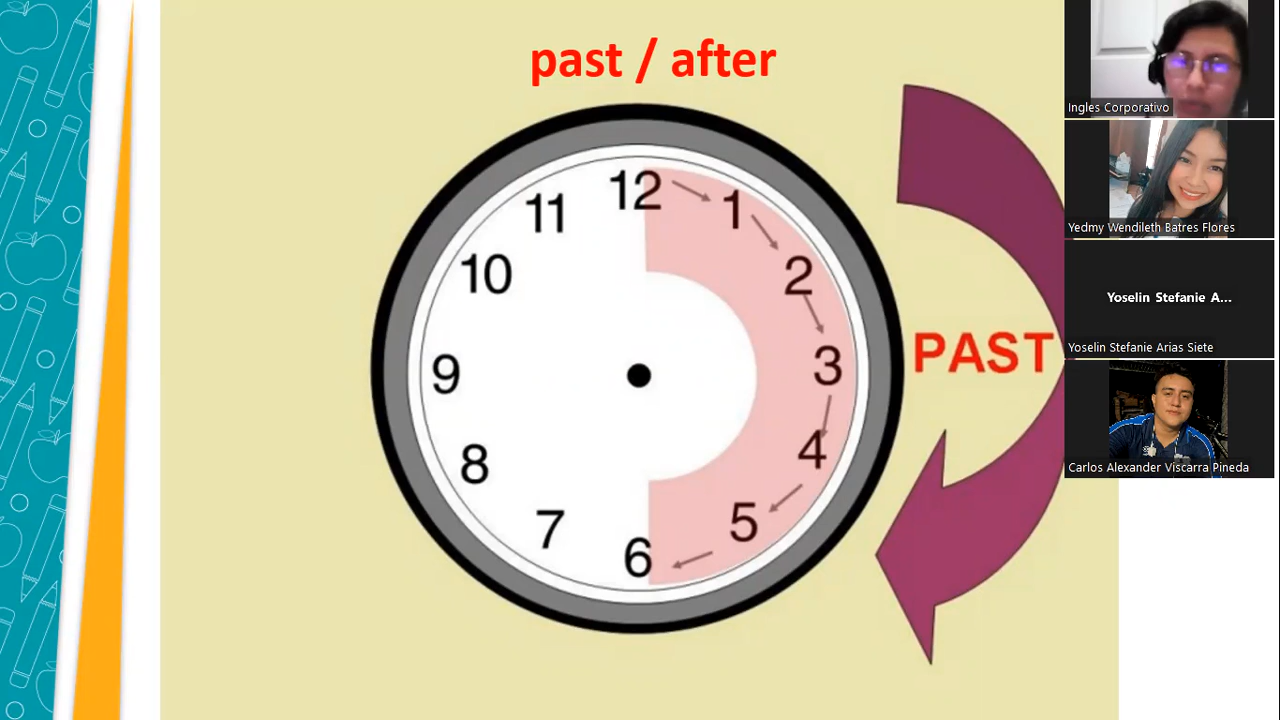 past / after
12
1
2
3
4
5
6
7
8
9
10
11
PAST
Ingles Corporativo
Yedmy Wendileth Batres Flores
Yoselin Stefanie A...
Yoselin Stefanie Arias Siete
Carlos Alexander Viscarra Pineda